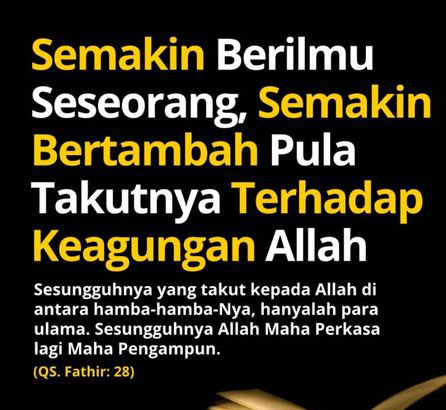 Semakin Berilmu
Seseorang, Semakin
Bertambah Pula
Takutnya Terhadap
Keagungan Allah
Sesungguhnya yang takut kepada Allah di
antara hamba-hamba-Nya, hanyalah para
ulama. Sesungguhnya Allah Maha Perkasa
lagi Maha Pengampun.
(QS. Fathir: 28)